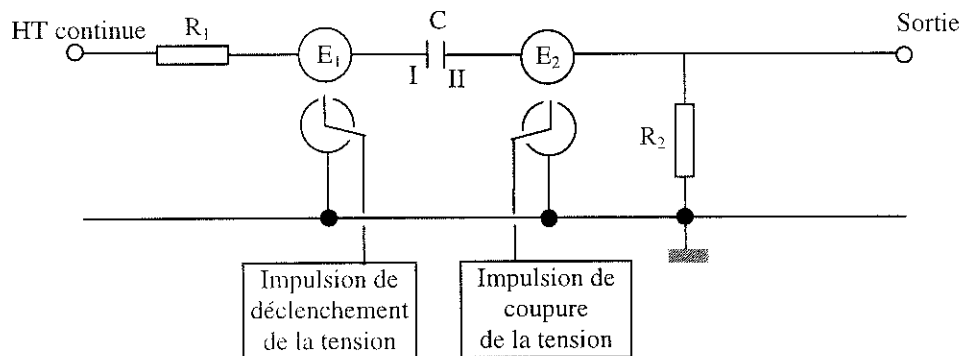 HT continue
R₁
E₁
C
I
II
E₂
Sortie
R₂
Impulsion de
déclenchement
de la tension
Impulsion de
coupure
de la tension